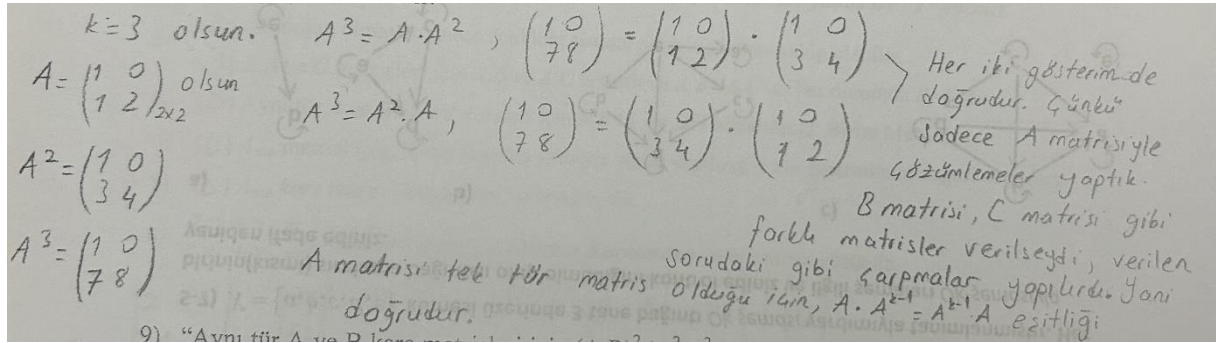 k=3 olsun. A³ = A·A² , (1 0; 7 8) = (1 0; 1 2) · (1 0; 3 4)
A = (1 0; 1 2)₂ₓ₂ olsun
A³ = A²·A, (1 0; 7 8) = (1 0; 3 4) · (1 0; 1 2)
Her iki gösterim de
doğrudur. Çünkü
sadece A matrisiyle
çözümlemeler yaptık.
A² = (1 0; 3 4)
A³ = (1 0; 7 8)
B matrisi, C matrisi gibi
farklı matrisler verilseydi, verilen
sorudaki gibi çarpmalar yapılırdı. Yani
A matrisi tek tür matris olduğu için, A·Aᵏ⁻¹ = Aᵏ⁻¹·A eşitliği
doğrudur.
9) "Aynı tür A ve B kare